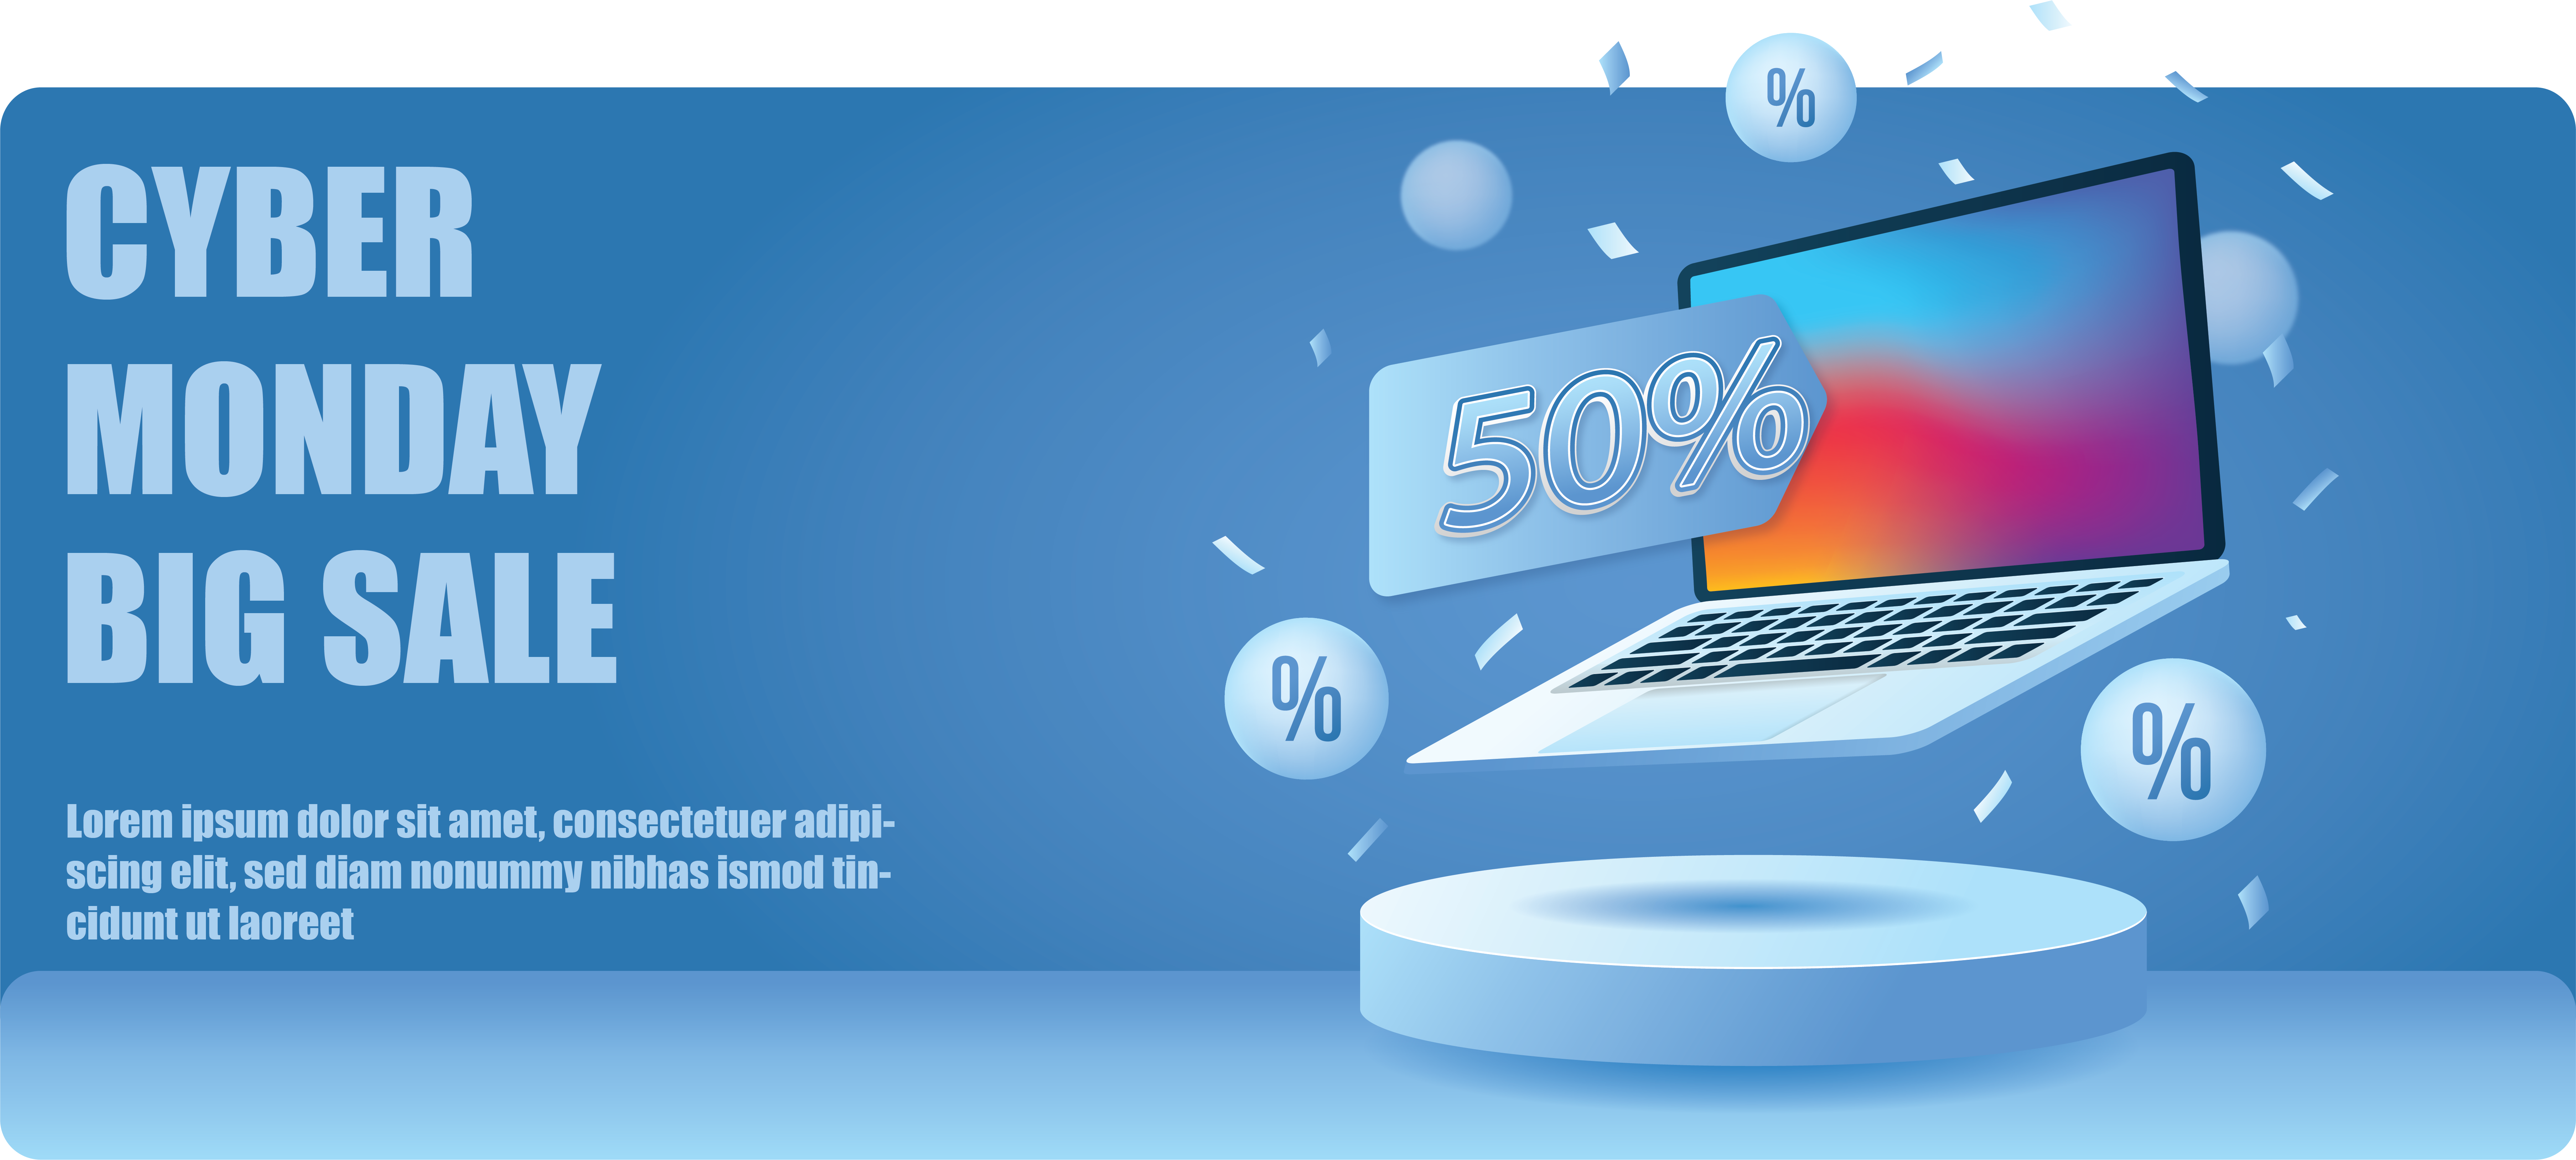 CYBER
MONDAY
BIG SALE
Lorem ipsum dolor sit amet, consectetuer adipi-
scing elit, sed diam nonummy nibhas ismod tin-
cidunt ut laoreet
%
50%
%
%